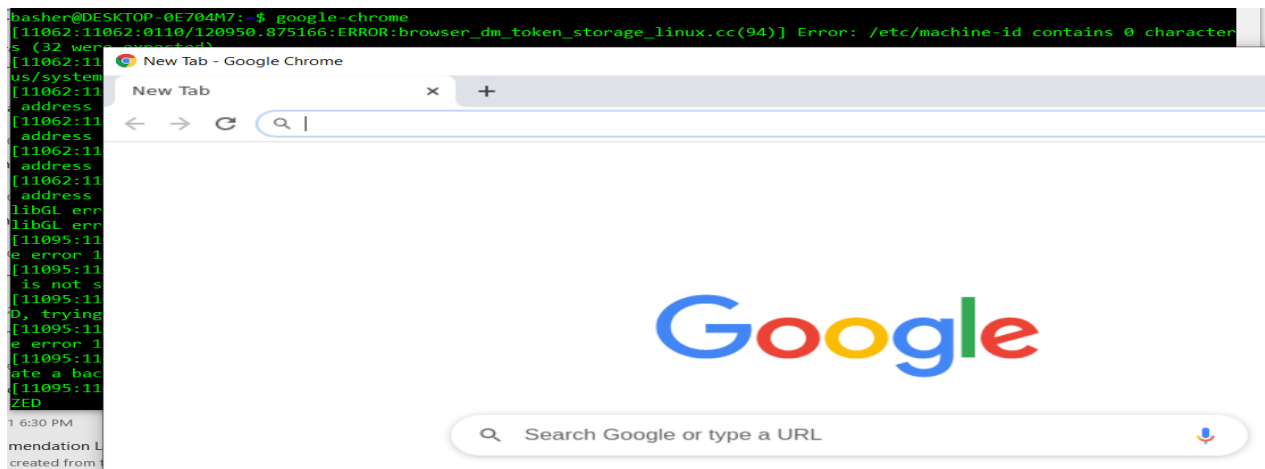 basher@DESKTOP-0E704M7:~$ google-chrome
[11062:11062:0110/120950.875166:ERROR:browser_dm_token_storage_linux.cc(94)] Error: /etc/machine-id contains 0 character
s (32 were expected)
[11062:11
us/system
[11062:11
address
[11062:11
address
[11062:11
address
[11062:11
address
libGL err
libGL err
[11095:11
e error 1
[11095:11
is not s
[11095:11
D, trying
[11095:11
e error 1
[11095:11
ate a bac
[11095:11
ZED
New Tab - Google Chrome
New Tab
Google
Search Google or type a URL
1 6:30 PM
mendation L
created from